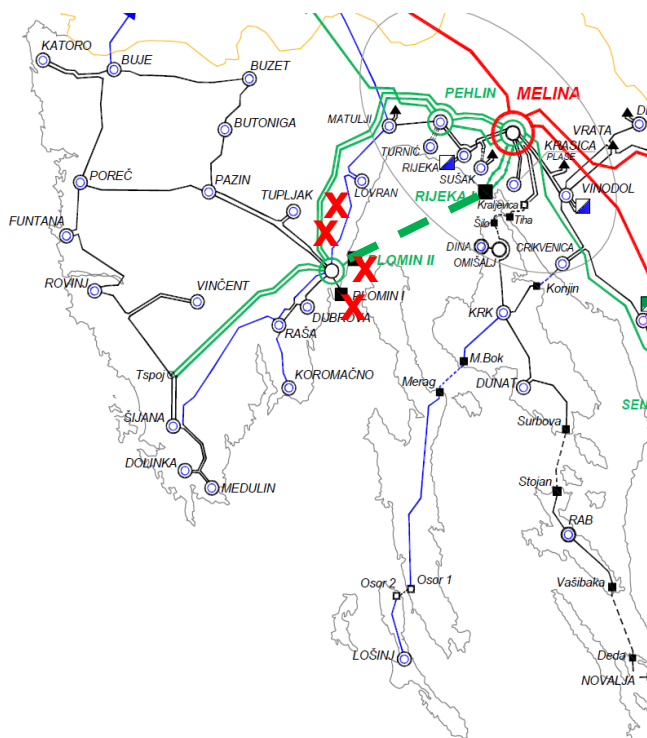 KATORO
BUJE
BUZET
BUTONIGA
POREČ
PAZIN
TUPLJAK
FUNTANA
ROVINJ
VINČENT
PEHLIN
MELINA
MATULJI
TURNIĆ
RIJEKA
SUŠAK
KRASICA
PLASE
VRATA
VINODOL
LOVRAN
RIJEKA
Kraljevica
Tiha
Šilo
DINA
OMIŠALJ
CRIKVENICA
X
X
X
X
PLOMIN II
PLOMIN I
DUBROVA
RAŠA
KOROMAČNO
Tspoj
ŠIJANA
DOLINKA
MEDULIN
KRK
Konjin
M.Bok
Merag
DUNAT
Surbova
SEN
Stojan
RAB
Vašibaka
Osor 2
Osor 1
LOŠINJ
Deda
NOVALJA